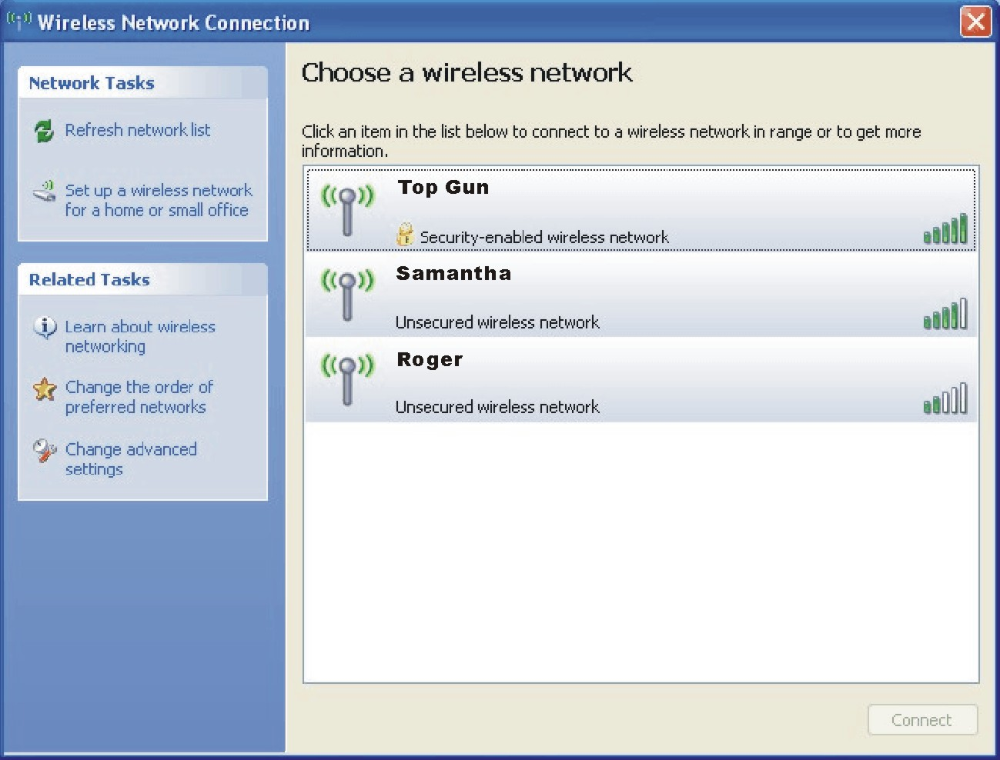 Wireless Network Connection
Network Tasks
Refresh network list
Set up a wireless network
for a home or small office
Related Tasks
Learn about wireless
networking
Change the order of
preferred networks
Change advanced
settings
Choose a wireless network
Click an item in the list below to connect to a wireless network in range or to get more
information.
Top Gun
Security-enabled wireless network
Samantha
Unsecured wireless network
Roger
Unsecured wireless network
Connect